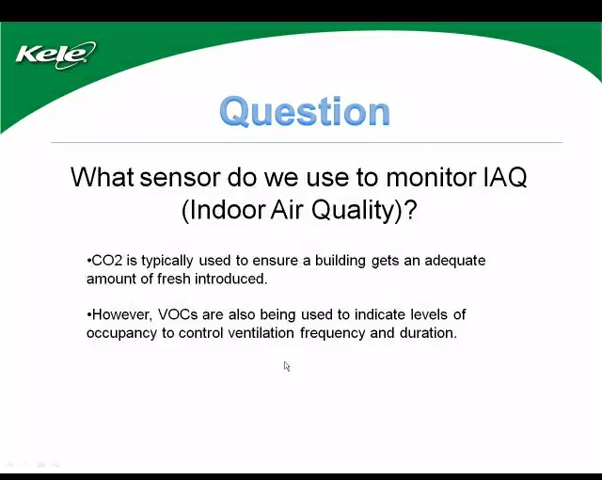 Kele
Question
What sensor do we use to monitor IAQ
(Indoor Air Quality)?
•CO2 is typically used to ensure a building gets an adequate
amount of fresh introduced.
•However, VOCs are also being used to indicate levels of
occupancy to control ventilation frequency and duration.